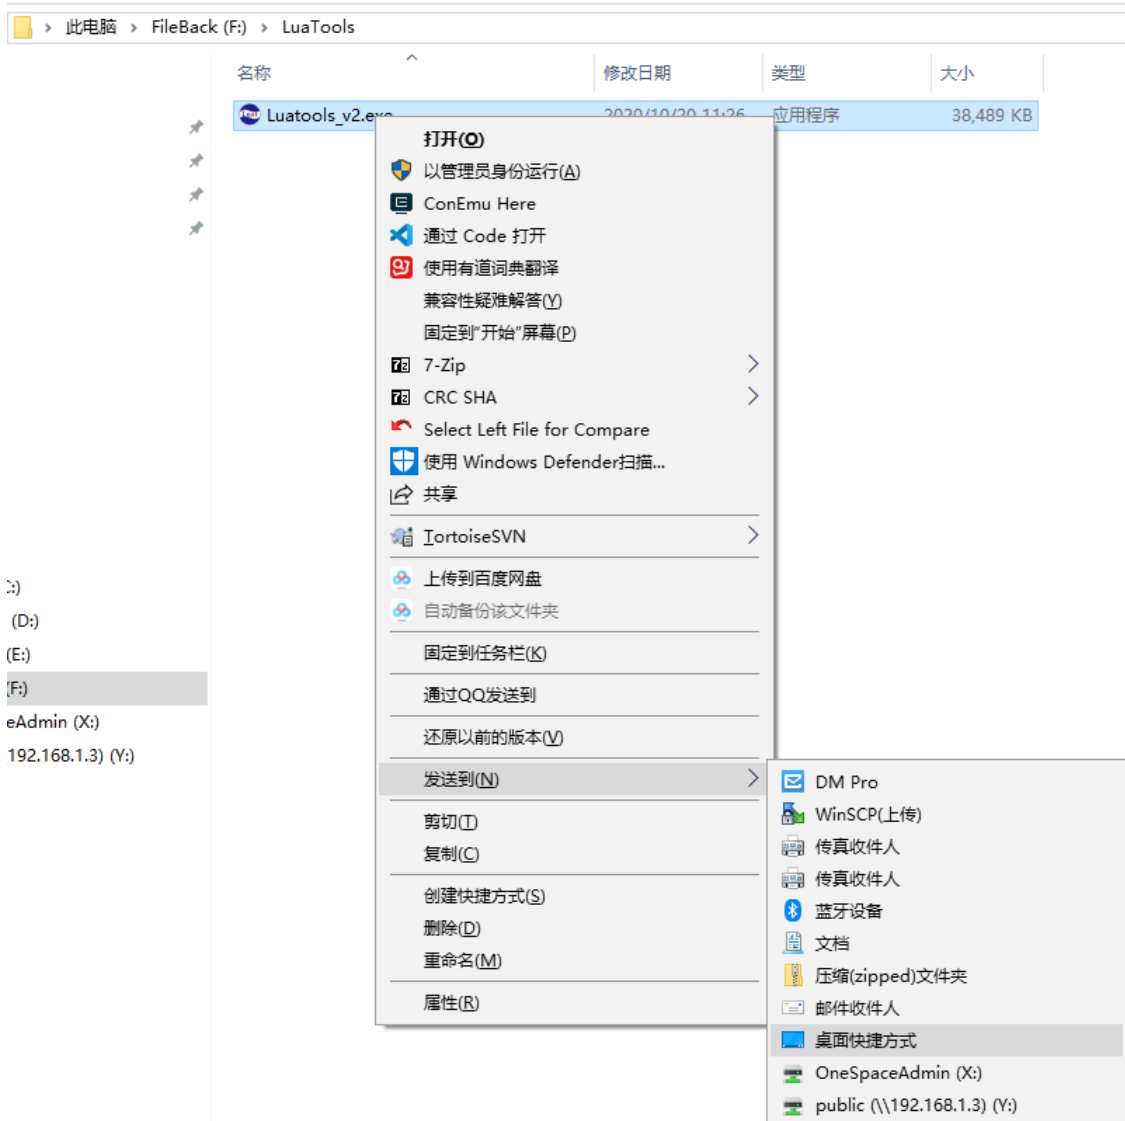 此电脑 FileBack (F:) LuaTools
名称 修改日期 类型 大小
Luatools_v2.exe 2020/10/20 11:26 应用程序 38,489 KB
打开(O)
以管理员身份运行(A)
ConEmu Here
通过 Code 打开
使用有道词典翻译
兼容性疑难解答(Y)
固定到"开始"屏幕(P)
7-Zip
CRC SHA
Select Left File for Compare
使用 Windows Defender扫描...
共享
TortoiseSVN
上传到百度网盘
自动备份该文件夹
固定到任务栏(K)
通过QQ发送到
还原以前的版本(V)
发送到(N)
剪切(T)
复制(C)
创建快捷方式(S)
删除(D)
重命名(M)
属性(R)
C:)
(D:)
(E:)
(F:)
eAdmin (X:)
192.168.1.3) (Y:)
DM Pro
WinSCP(上传)
传真收件人
传真收件人
蓝牙设备
文档
压缩(zipped)文件夹
邮件收件人
桌面快捷方式
OneSpaceAdmin (X:)
public (\\192.168.1.3) (Y:)